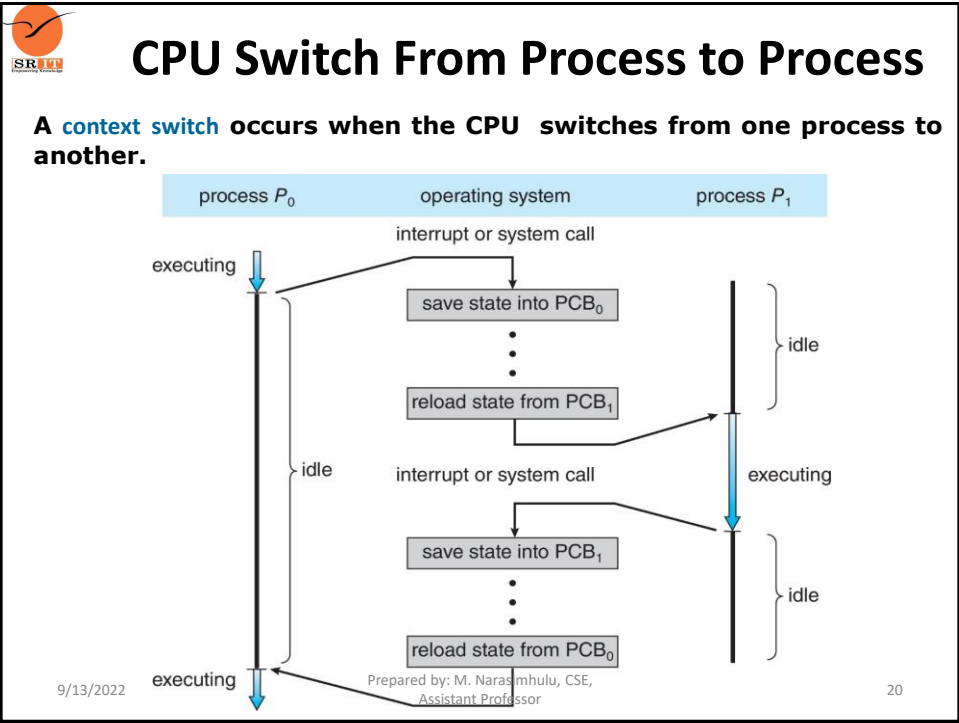 SRIT
Empowering Knowledge
CPU Switch From Process to Process
A context switch occurs when the CPU switches from one process to
another.
process P₀ operating system process P₁
interrupt or system call
executing
save state into PCB₀
idle
reload state from PCB₁
idle
interrupt or system call
executing
save state into PCB₁
idle
reload state from PCB₀
executing
9/13/2022
Prepared by: M. Narasimhulu, CSE,
Assistant Professor
20